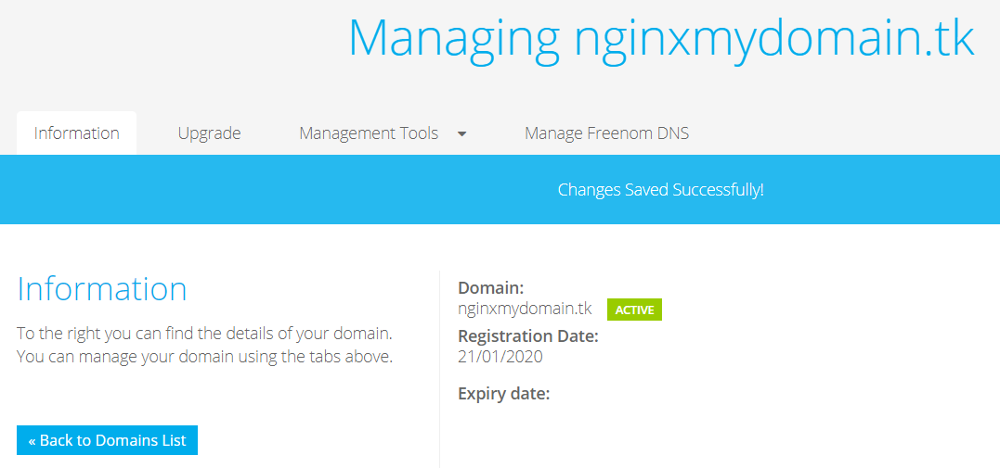 Managing nginxmydomain.tk
Information Upgrade Management Tools Manage Freenom DNS
Changes Saved Successfully!
Information
To the right you can find the details of your domain.
You can manage your domain using the tabs above.
« Back to Domains List
Domain:
nginxmydomain.tk ACTIVE
Registration Date:
21/01/2020
Expiry date: